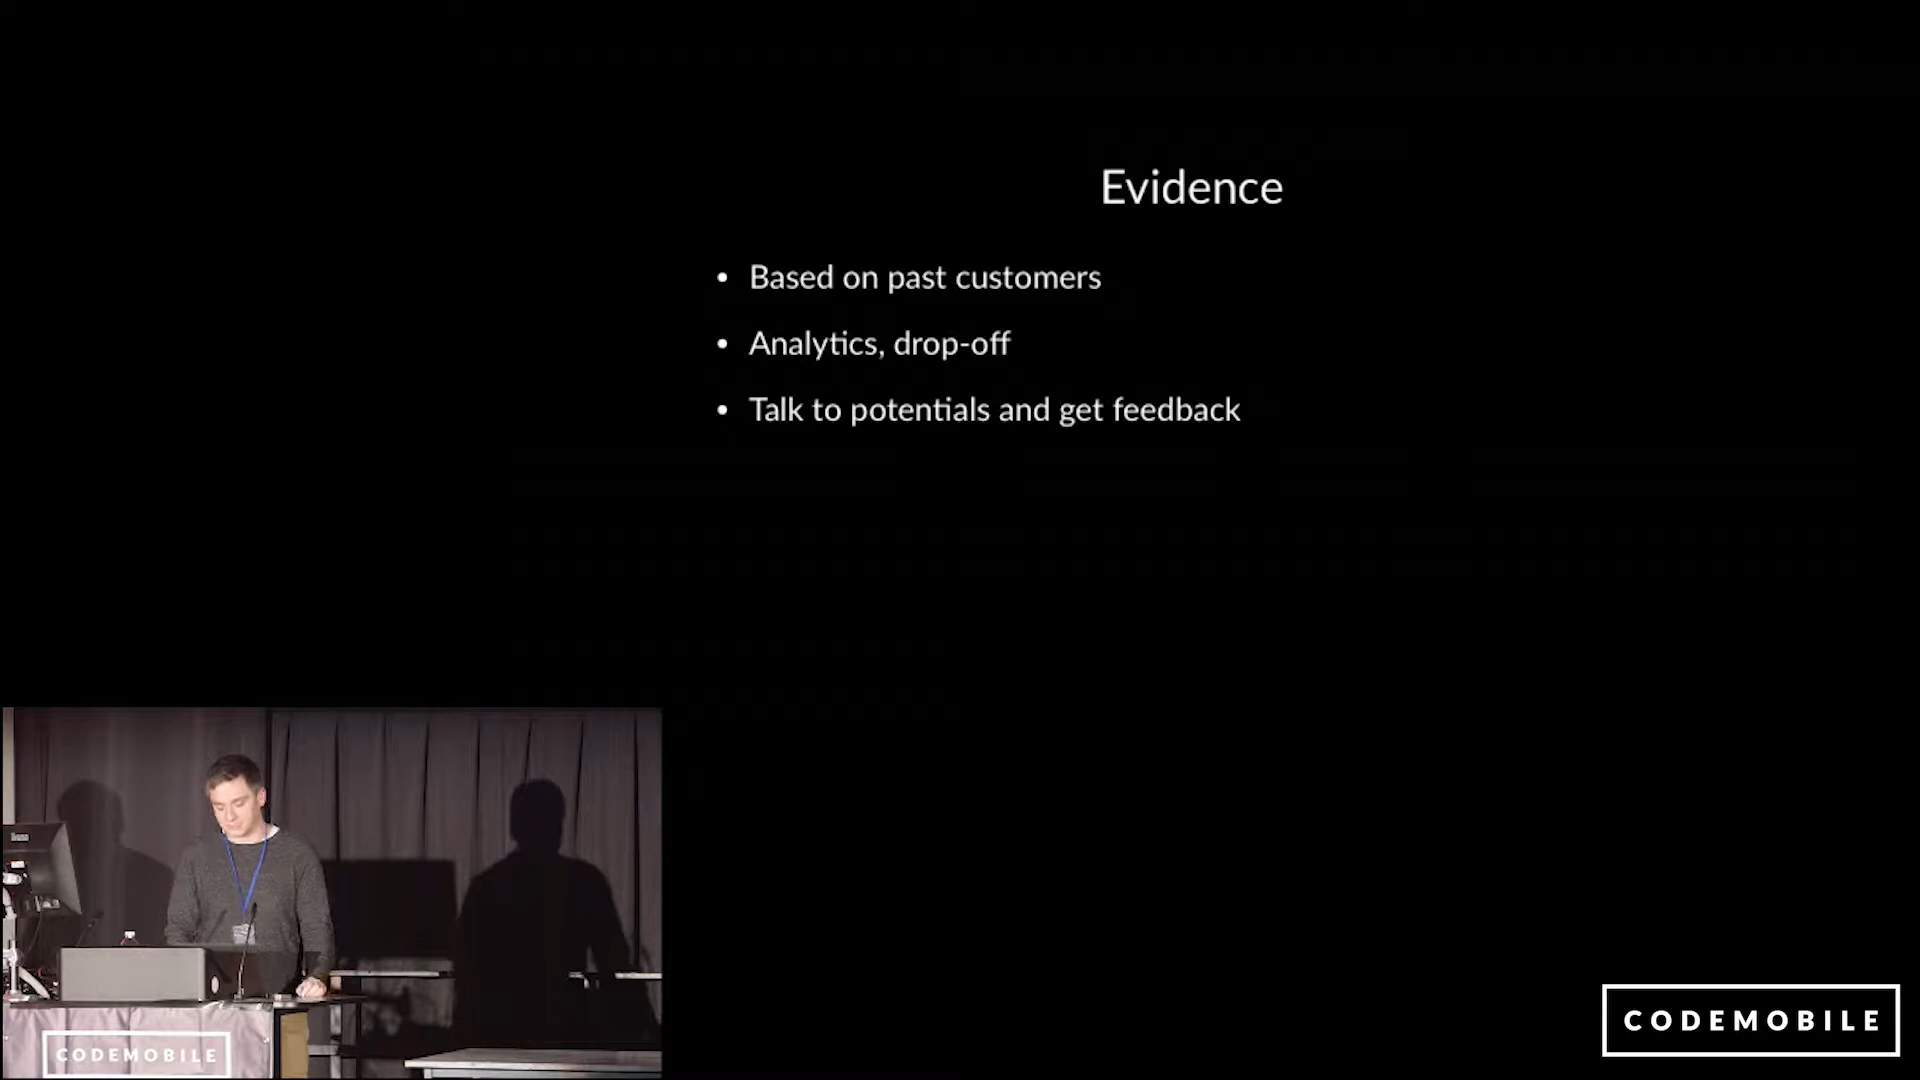 Evidence
• Based on past customers
• Analytics, drop-off
• Talk to potentials and get feedback
CODEMOBILE
CODEMOBILE